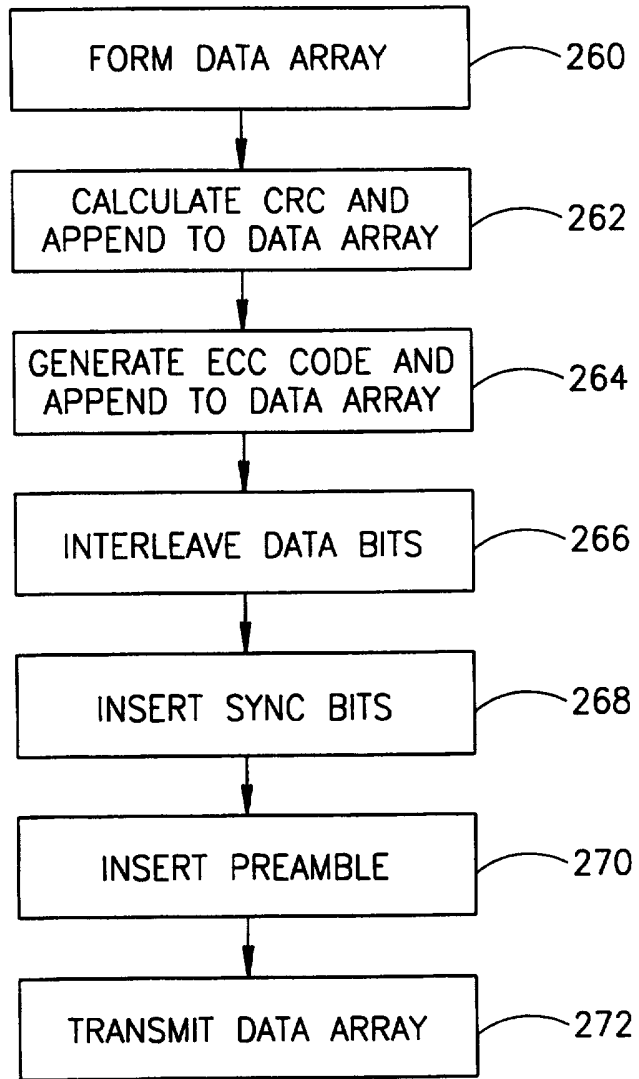 FORM DATA ARRAY
260
CALCULATE CRC AND
APPEND TO DATA ARRAY
262
GENERATE ECC CODE AND
APPEND TO DATA ARRAY
264
INTERLEAVE DATA BITS
266
INSERT SYNC BITS
268
INSERT PREAMBLE
270
TRANSMIT DATA ARRAY
272